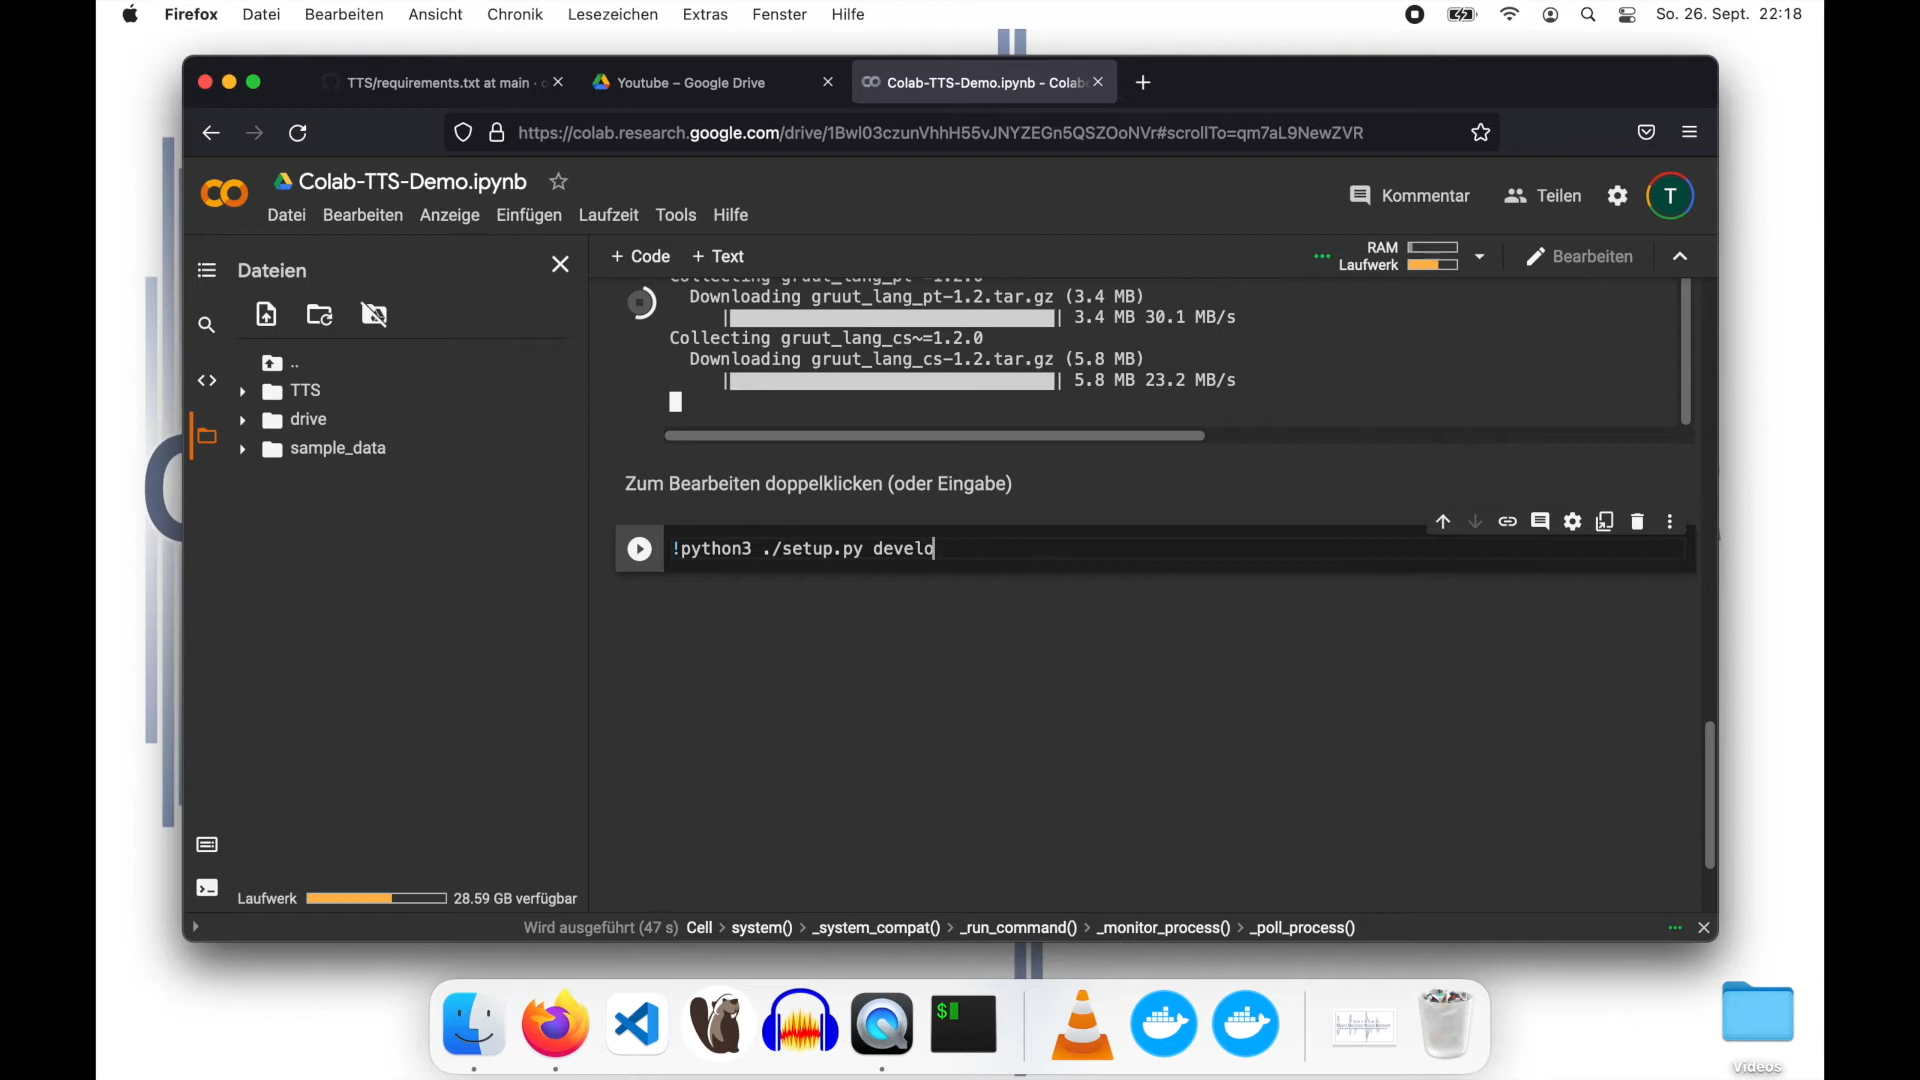 Firefox Datei Bearbeiten Ansicht Chronik Lesezeichen Extras Fenster Hilfe So. 26. Sept. 22:18
TTS/requirements.txt at main · Youtube – Google Drive Colab-TTS-Demo.ipynb - Colab
https://colab.research.google.com/drive/1Bwl03czunVhhH55vJNYZEGn5QSZOoNVr#scrollTo=qm7aL9NewZVR
Colab-TTS-Demo.ipynb
Kommentar Teilen T
Datei Bearbeiten Anzeige Einfügen Laufzeit Tools Hilfe
Dateien
+ Code + Text
RAM
Laufwerk
Bearbeiten
..
TTS
drive
sample_data
Collecting gruut_lang_pt~=1.2.0
Downloading gruut_lang_pt-1.2.tar.gz (3.4 MB)
3.4 MB 30.1 MB/s
Collecting gruut_lang_cs~=1.2.0
Downloading gruut_lang_cs-1.2.tar.gz (5.8 MB)
5.8 MB 23.2 MB/s
Zum Bearbeiten doppelklicken (oder Eingabe)
!python3 ./setup.py develo
Laufwerk 28.59 GB verfügbar
Wird ausgeführt (47 s) Cell > system() > _system_compat() > _run_command() > _monitor_process() > _poll_process()
$
Videos